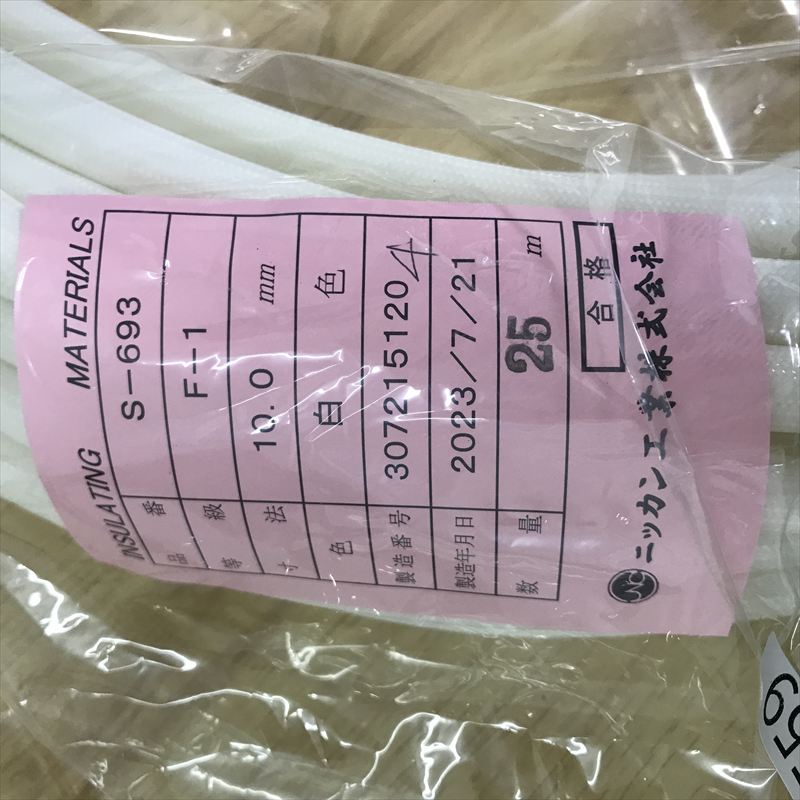 INSULATING MATERIALS
品番 S-693
等級 F-1
寸法 10.0 mm
色 白色
製造番号 307215120 4
製造年月日 2023/7/21
数量 25 m
合格
ニッカン工業株式会社